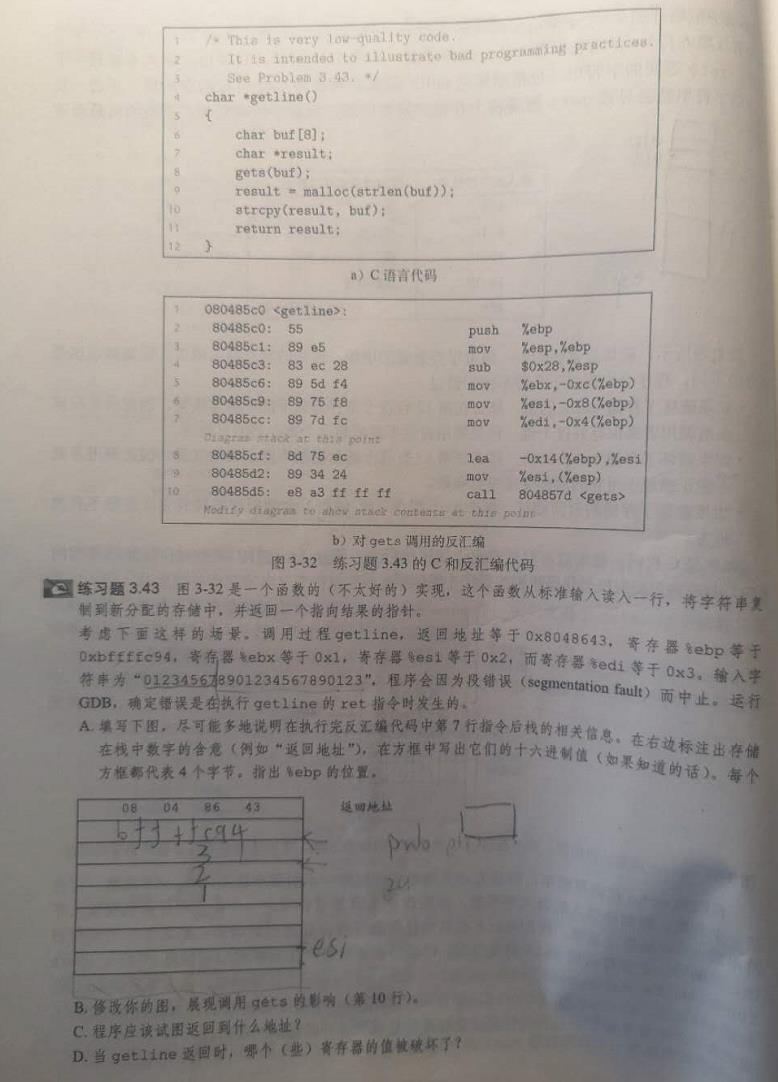 1 /* This is very low-quality code.
2 It is intended to illustrate bad programming practices.
3 See Problem 3.43. */
4 char *getline()
5 {
6 char buf[8];
7 char *result;
8 gets(buf);
9 result = malloc(strlen(buf));
10 strcpy(result, buf);
11 return result;
12 }
a) C 语言代码
1 080485c0 <getline>:
2 80485c0: 55 push %ebp
3 80485c1: 89 e5 mov %esp,%ebp
4 80485c3: 83 ec 28 sub $0x28,%esp
5 80485c6: 89 5d f4 mov %ebx,-0xc(%ebp)
6 80485c9: 89 75 f8 mov %esi,-0x8(%ebp)
7 80485cc: 89 7d fc mov %edi,-0x4(%ebp)
Diagram stack at this point
8 80485cf: 8d 75 ec lea -0x14(%ebp),%esi
9 80485d2: 89 34 24 mov %esi,(%esp)
10 80485d5: e8 a3 ff ff ff call 804857d <gets>
Modify diagram to show stack contents at this point
b) 对 gets 调用的反汇编
图 3-32 练习题 3.43 的 C 和反汇编代码
练习题 3.43 图 3-32 是一个函数的（不太好的）实现，这个函数从标准输入读入一行，将字符串复
制到新分配的存储中，并返回一个指向结果的指针。
考虑下面这样的场景。调用过程 getline，返回地址等于 0x8048643，寄存器 %ebp 等于
0xbffffc94，寄存器 %ebx 等于 0x1，寄存器 %esi 等于 0x2，而寄存器 %edi 等于 0x3。输入字
符串为“012345678901234567890123”，程序会因为段错误（segmentation fault）而中止。运行
GDB，确定错误是在执行 getline 的 ret 指令时发生的。
A. 填写下图，尽可能多地说明在执行完反汇编代码中第 7 行指令后栈的相关信息。在右边标注出存储
在栈中数字的含意（例如“返回地址”），在方框中写出它们的十六进制值（如果知道的话）。每个
方框都代表 4 个字节。指出 %ebp 的位置。
08 04 86 43 返回地址
bffffc94
3
2
1
esi
B. 修改你的图，展现调用 gets 的影响（第 10 行）。
C. 程序应该试图返回到什么地址？
D. 当 getline 返回时，哪个（些）寄存器的值被破坏了？